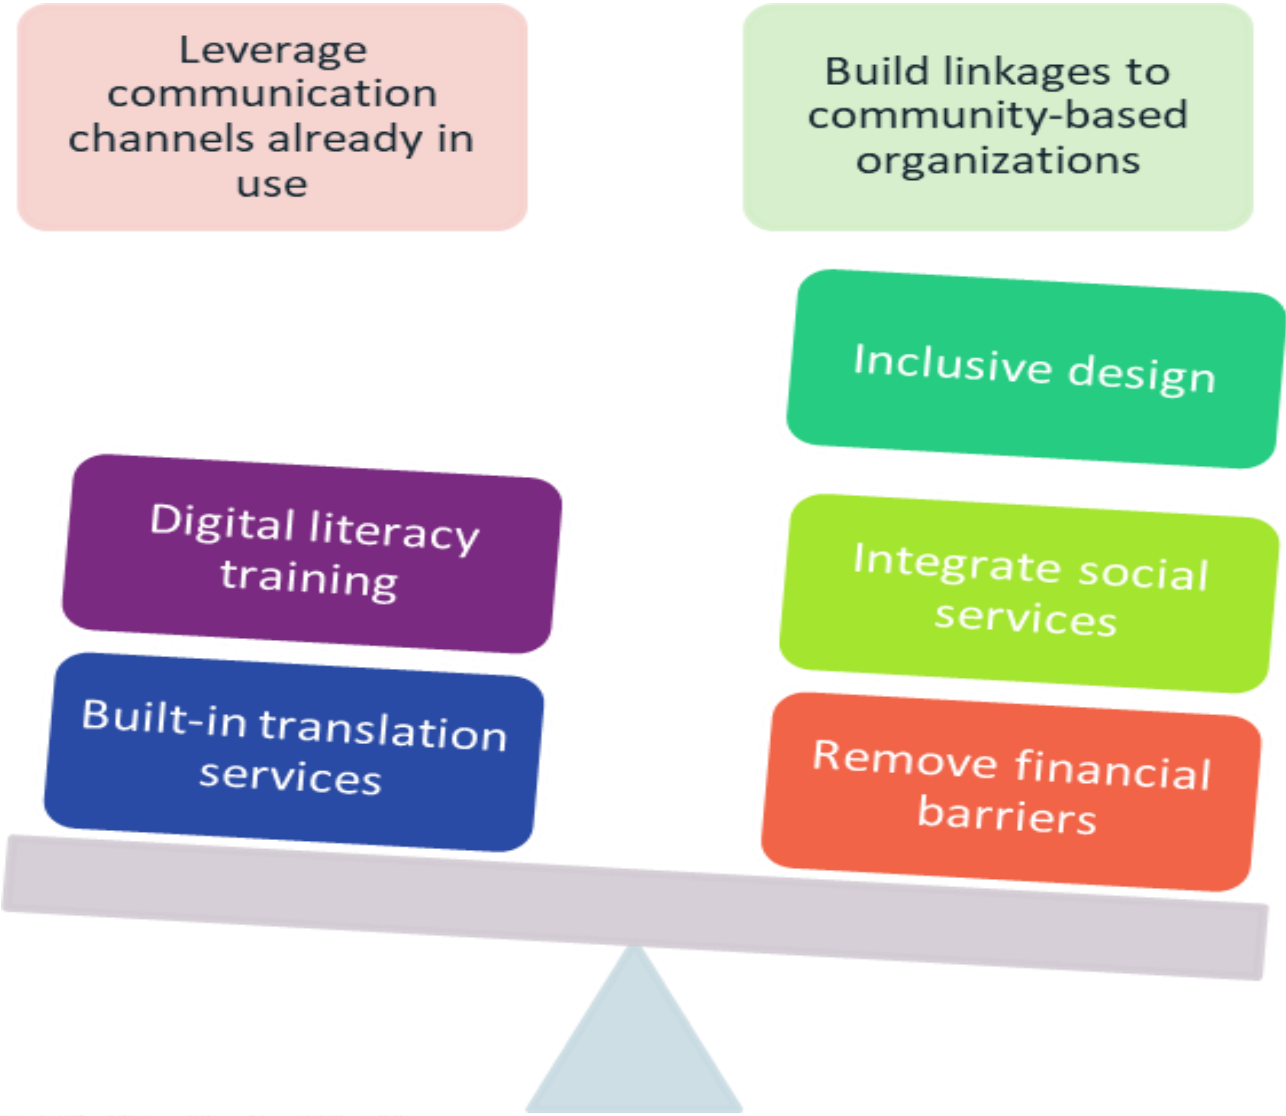 Leverage
communication
channels already in
use
Build linkages to
community-based
organizations
Inclusive design
Digital literacy
training
Integrate social
services
Built-in translation
services
Remove financial
barriers